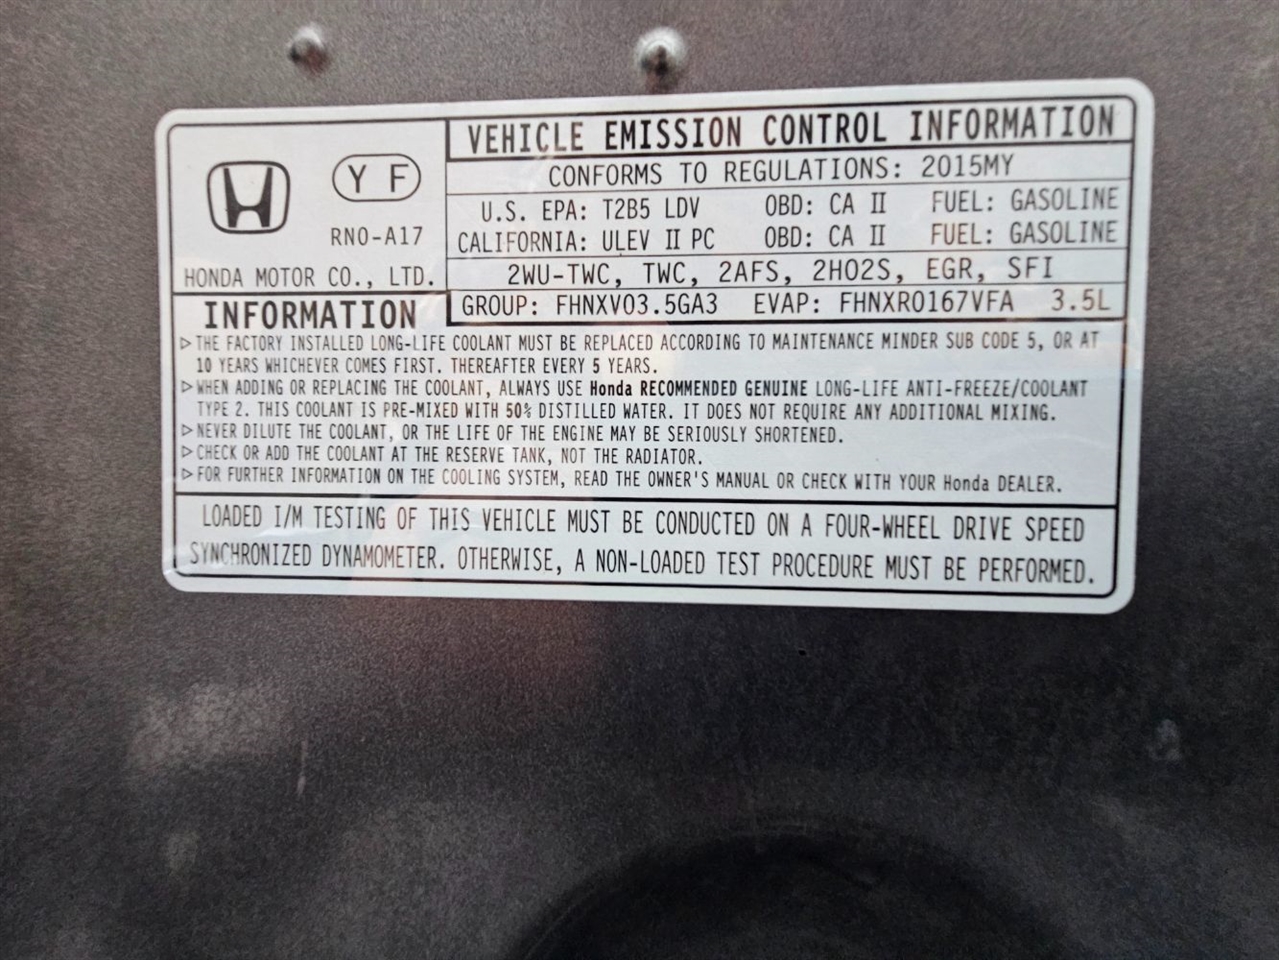 VEHICLE EMISSION CONTROL INFORMATION
CONFORMS TO REGULATIONS: 2015MY
U.S. EPA: T2B5 LDV OBD: CA II FUEL: GASOLINE
CALIFORNIA: ULEV II PC OBD: CA II FUEL: GASOLINE
2WU-TWC, TWC, 2AFS, 2HO2S, EGR, SFI
GROUP: FHNXV03.5GA3 EVAP: FHNXR0167VFA 3.5L
Y F
RN0-A17
HONDA MOTOR CO., LTD.
INFORMATION
▷THE FACTORY INSTALLED LONG-LIFE COOLANT MUST BE REPLACED ACCORDING TO MAINTENANCE MINDER SUB CODE 5, OR AT
10 YEARS WHICHEVER COMES FIRST. THEREAFTER EVERY 5 YEARS.
▷WHEN ADDING OR REPLACING THE COOLANT, ALWAYS USE Honda RECOMMENDED GENUINE LONG-LIFE ANTI-FREEZE/COOLANT
TYPE 2. THIS COOLANT IS PRE-MIXED WITH 50% DISTILLED WATER. IT DOES NOT REQUIRE ANY ADDITIONAL MIXING.
▷NEVER DILUTE THE COOLANT, OR THE LIFE OF THE ENGINE MAY BE SERIOUSLY SHORTENED.
▷CHECK OR ADD THE COOLANT AT THE RESERVE TANK, NOT THE RADIATOR.
▷FOR FURTHER INFORMATION ON THE COOLING SYSTEM, READ THE OWNER'S MANUAL OR CHECK WITH YOUR Honda DEALER.
LOADED I/M TESTING OF THIS VEHICLE MUST BE CONDUCTED ON A FOUR-WHEEL DRIVE SPEED
SYNCHRONIZED DYNAMOMETER. OTHERWISE, A NON-LOADED TEST PROCEDURE MUST BE PERFORMED.